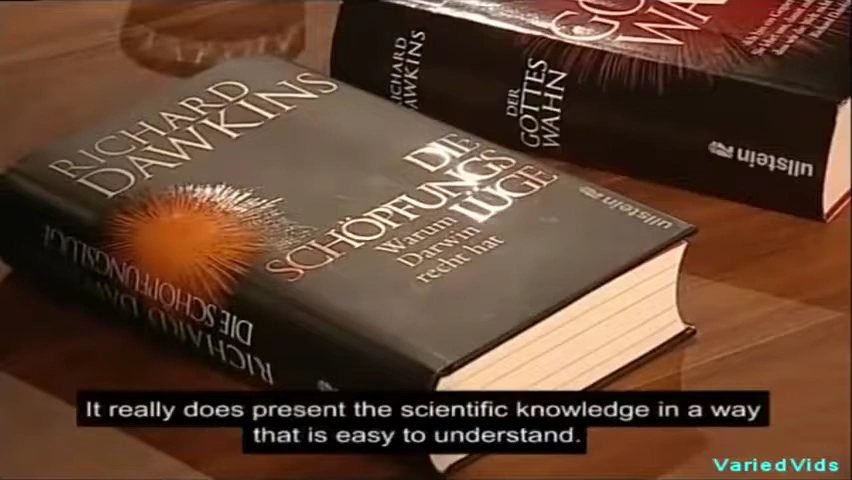 RICHARD
DAWKINS
DIE
SCHÖPFUNGS
LÜGE
Warum
Darwin
recht hat
ullstein
DIE SCHÖPFUNGSLÜGE
RICHARD DAWKINS
RICHARD
DAWKINS
DER
GOTTES
WAHN
ullstein
It really does present the scientific knowledge in a way
that is easy to understand.
VariedVids